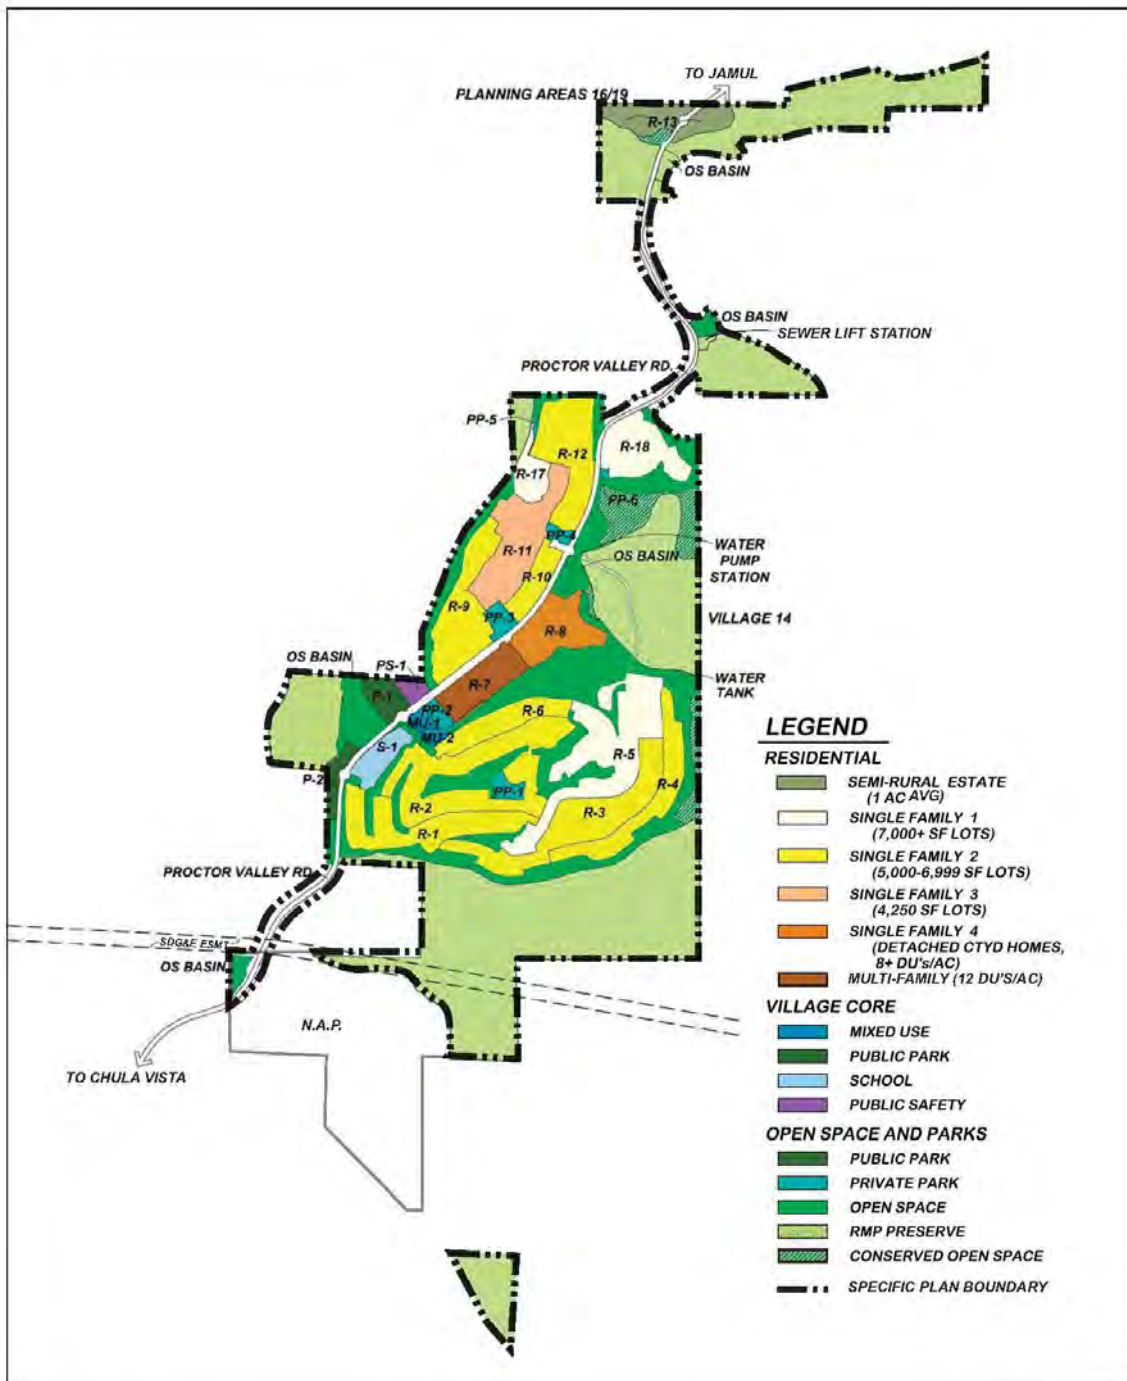 TO JAMUL
PLANNING AREAS 16/19
R-13
OS BASIN
OS BASIN
SEWER LIFT STATION
PROCTOR VALLEY RD.
PP-5
R-12
R-18
R-17
PP-6
PP-4
R-11
WATER
PUMP
STATION
OS BASIN
R-10
R-9
PP-3
R-8
VILLAGE 14
OS BASIN
PS-1
P-1
R-7
WATER
TANK
PP-2
MU-1
MU-2
R-6
S-1
R-5
P-2
R-4
PP-1
R-2
R-3
R-1
PROCTOR VALLEY RD.
SDG&E ESMT
OS BASIN
N.A.P.
TO CHULA VISTA
LEGEND
RESIDENTIAL
SEMI-RURAL ESTATE
(1 AC AVG)
SINGLE FAMILY 1
(7,000+ SF LOTS)
SINGLE FAMILY 2
(5,000-6,999 SF LOTS)
SINGLE FAMILY 3
(4,250 SF LOTS)
SINGLE FAMILY 4
(DETACHED CTYD HOMES,
8+ DU's/AC)
MULTI-FAMILY (12 DU'S/AC)
VILLAGE CORE
MIXED USE
PUBLIC PARK
SCHOOL
PUBLIC SAFETY
OPEN SPACE AND PARKS
PUBLIC PARK
PRIVATE PARK
OPEN SPACE
RMP PRESERVE
CONSERVED OPEN SPACE
SPECIFIC PLAN BOUNDARY